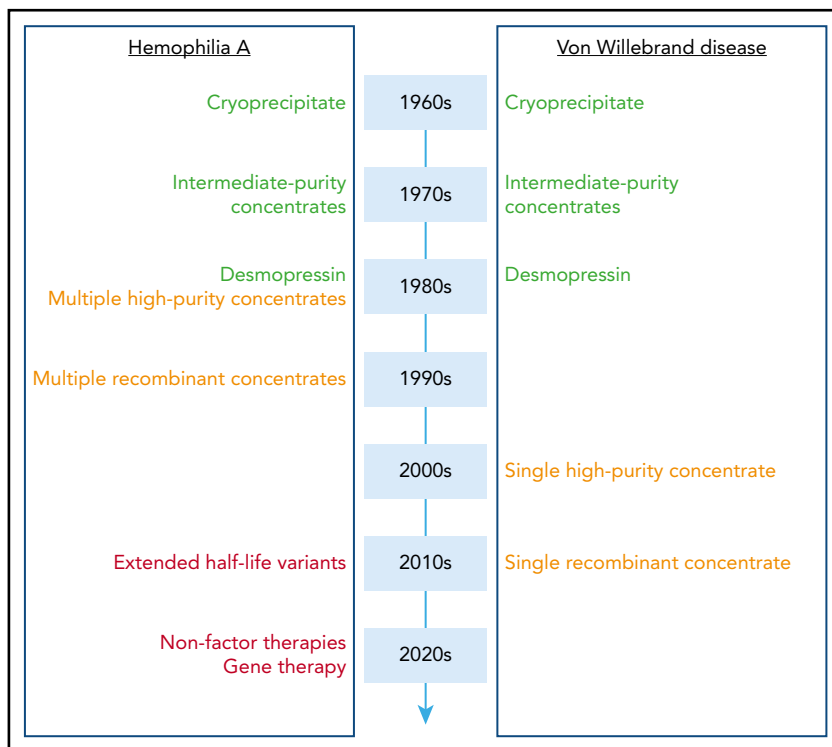 Hemophilia A
Von Willebrand disease
Cryoprecipitate
1960s
Cryoprecipitate
Intermediate-purity
concentrates
1970s
Intermediate-purity
concentrates
Desmopressin
Multiple high-purity concentrates
1980s
Desmopressin
Multiple recombinant concentrates
1990s
2000s
Single high-purity concentrate
Extended half-life variants
2010s
Single recombinant concentrate
Non-factor therapies
Gene therapy
2020s